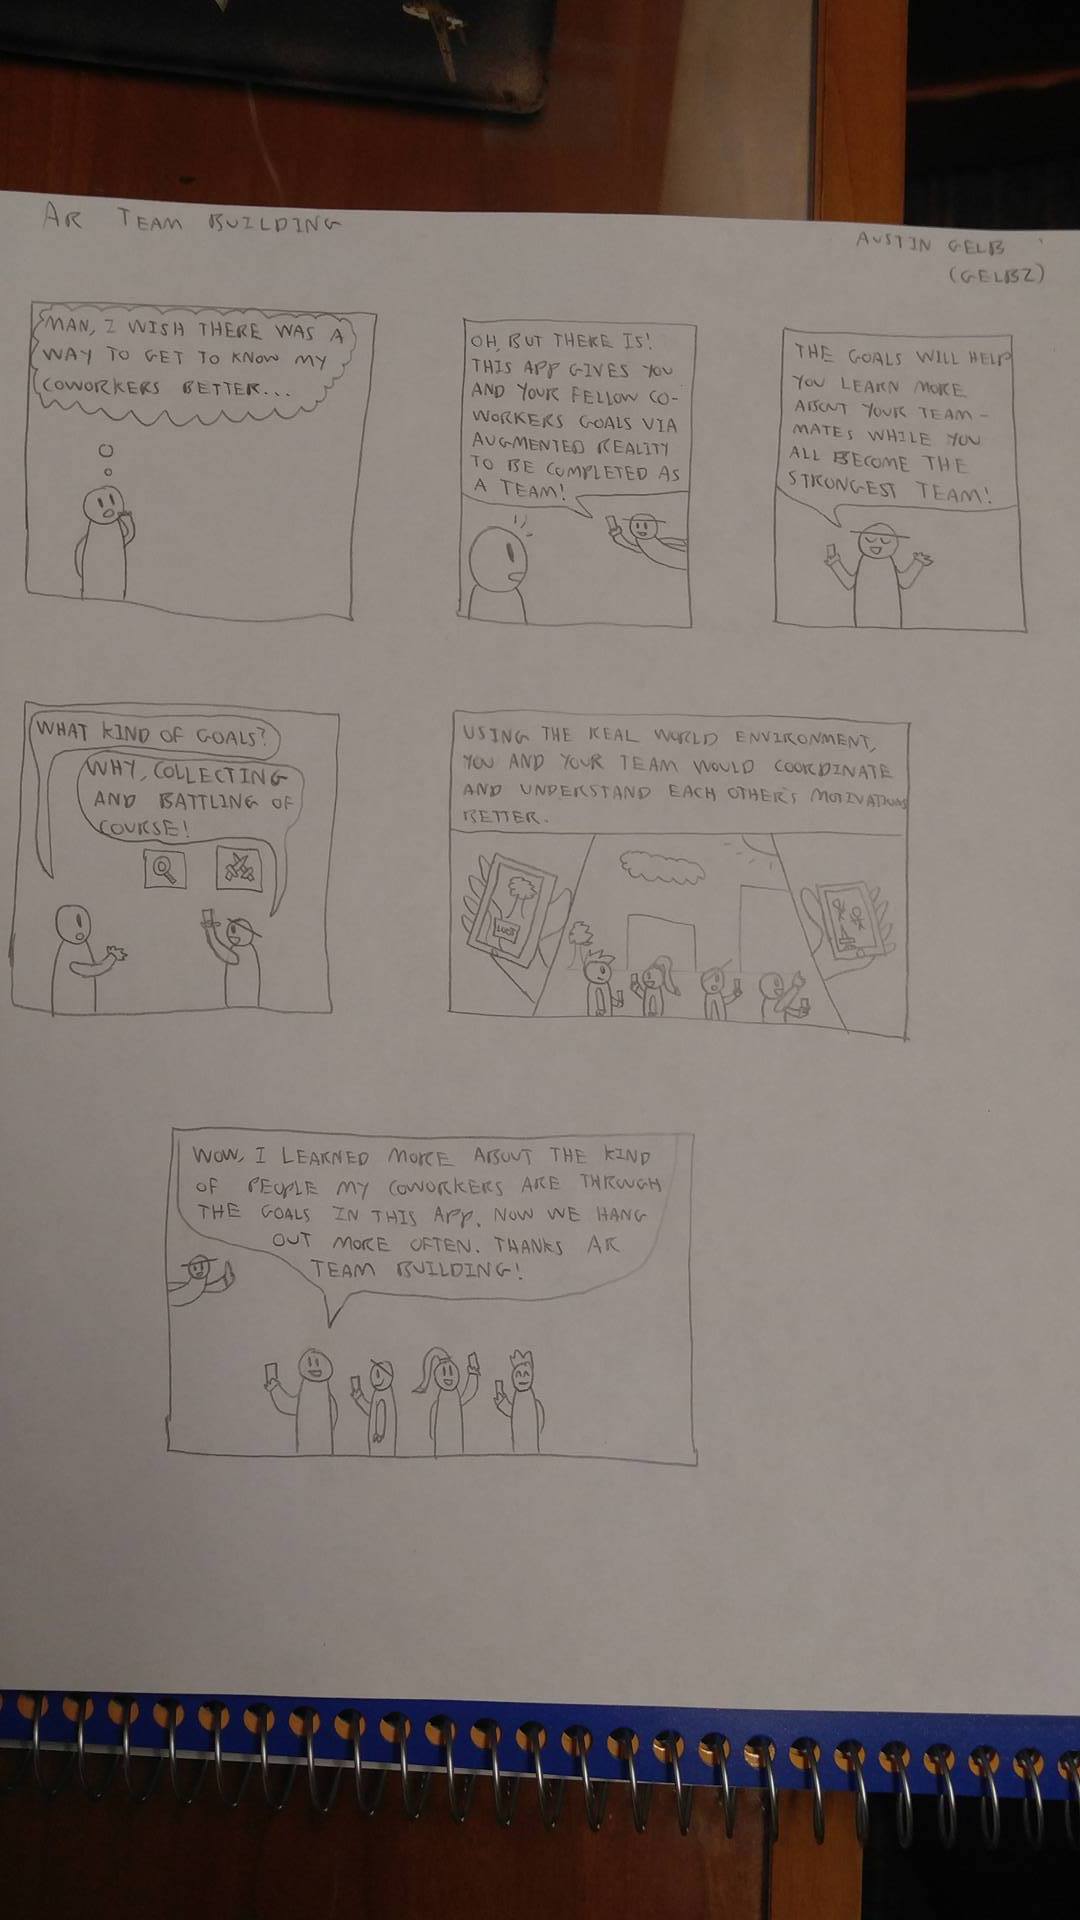 AR TEAM BUILDING
AUSTIN GELB
(GELB2)
MAN, I WISH THERE WAS A
WAY TO GET TO KNOW MY
COWORKERS BETTER...
OH, BUT THERE IS!
THIS APP GIVES YOU
AND YOUR FELLOW CO-
WORKERS GOALS VIA
AUGMENTED REALITY
TO BE COMPLETED AS
A TEAM!
THE GOALS WILL HELP
YOU LEARN MORE
ABOUT YOUR TEAM-
MATES WHILE YOU
ALL BECOME THE
STRONGEST TEAM!
WHAT KIND OF GOALS?
WHY, COLLECTING
AND BATTLING OF
COURSE!
USING THE REAL WORLD ENVIRONMENT,
YOU AND YOUR TEAM WOULD COORDINATE
AND UNDERSTAND EACH OTHER'S MOTIVATIONS
BETTER.
WOW, I LEARNED MORE ABOUT THE KIND
OF PEOPLE MY COWORKERS ARE THROUGH
THE GOALS IN THIS APP. NOW WE HANG
OUT MORE OFTEN. THANKS AR
TEAM BUILDING!